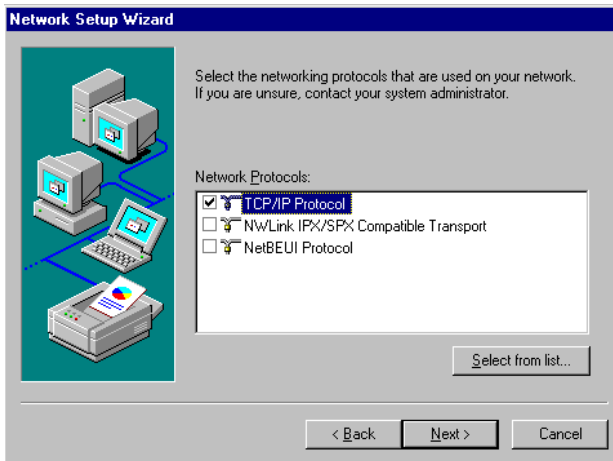 Network Setup Wizard
Select the networking protocols that are used on your network.
If you are unsure, contact your system administrator.
Network Protocols:
TCP/IP Protocol
NWLink IPX/SPX Compatible Transport
NetBEUI Protocol
Select from list...
< Back
Next >
Cancel